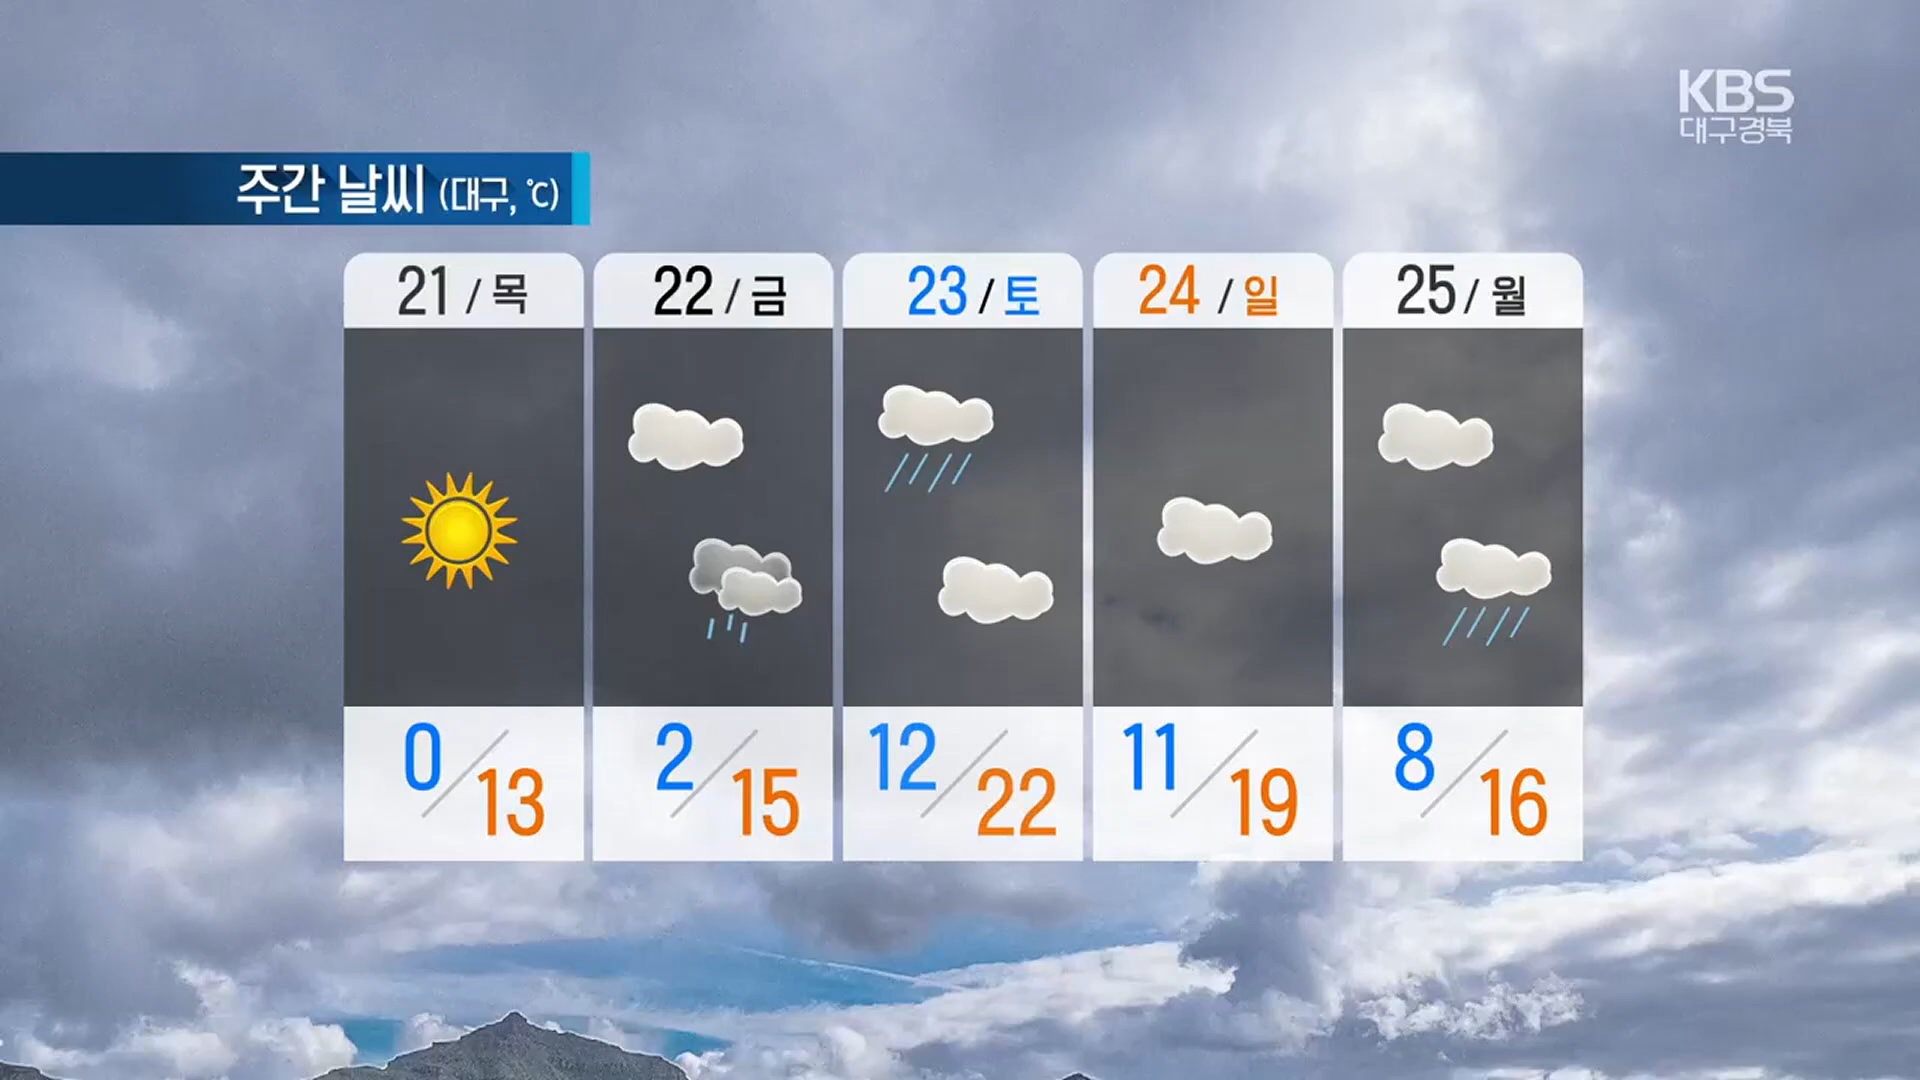 KBS
대구경북
주간 날씨 (대구, ℃)
21 / 목
22 / 금
23 / 토
24 / 일
25 / 월
0 / 13
2 / 15
12 / 22
11 / 19
8 / 16